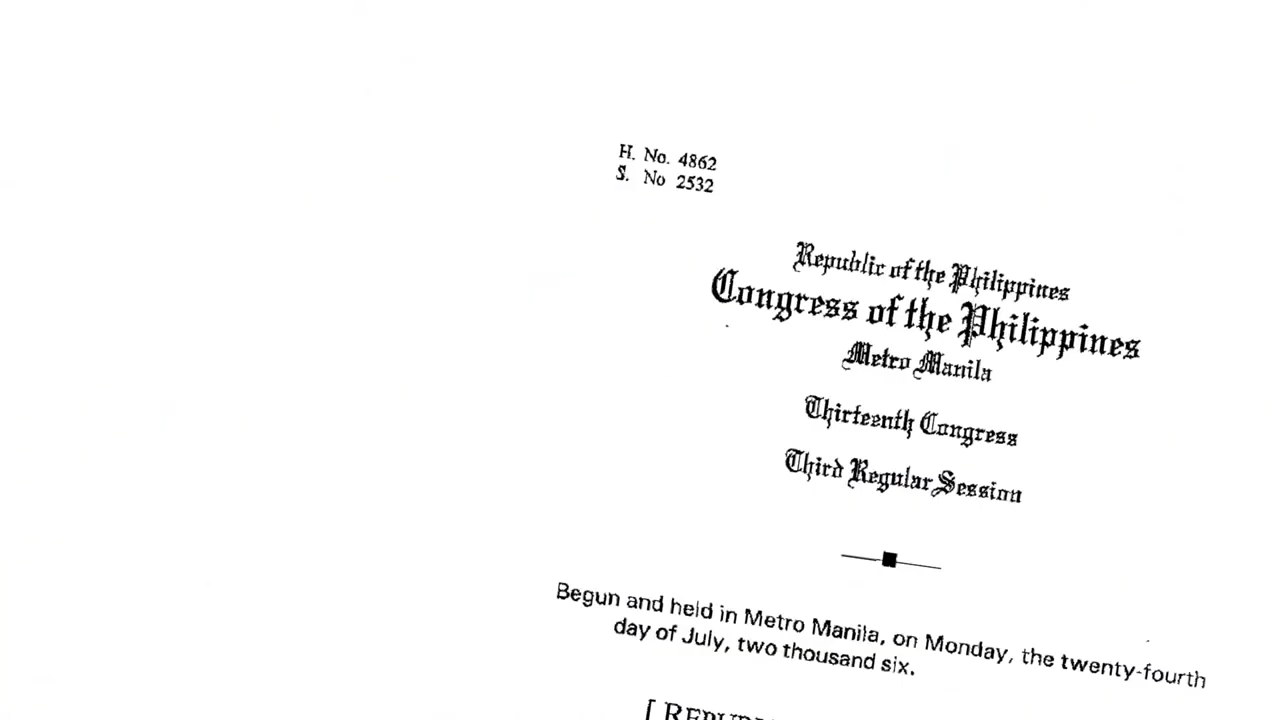 H. No. 4862
S. No 2532
Republic of the Philippines
Congress of the Philippines
Metro Manila
Thirteenth Congress
Third Regular Session
Begun and held in Metro Manila, on Monday, the twenty-fourth
day of July, two thousand six.